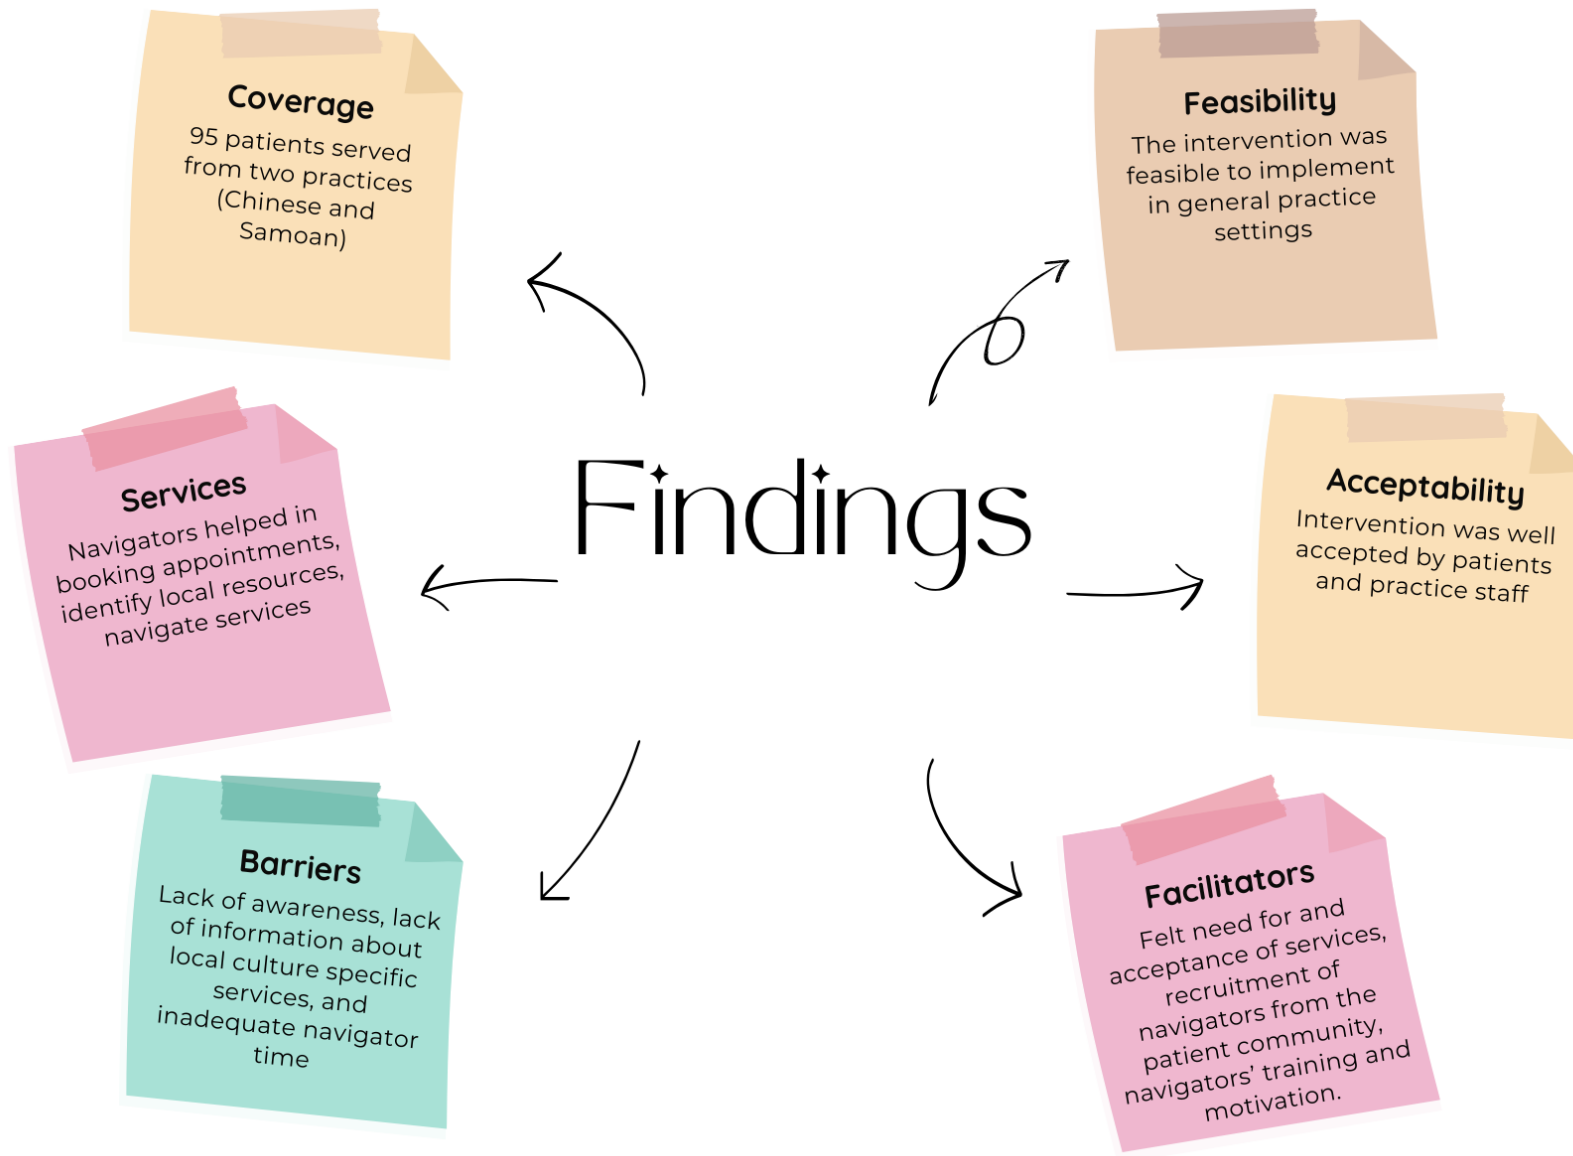 Coverage
95 patients served
from two practices
(Chinese and
Samoan)
Feasibility
The intervention was
feasible to implement
in general practice
settings
Findings
Services
Navigators helped in
booking appointments,
identify local resources,
navigate services
Acceptability
Intervention was well
accepted by patients
and practice staff
Barriers
Lack of awareness, lack
of information about
local culture specific
services, and
inadequate navigator
time
Facilitators
Felt need for and
acceptance of services,
recruitment of
navigators from the
patient community,
navigators’ training and
motivation.